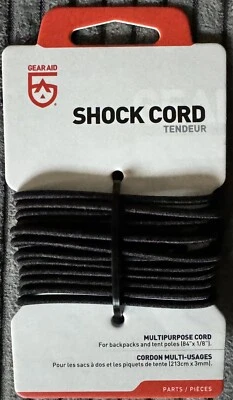 GEAR AID
SHOCK CORD
TENDEUR
MULTIPURPOSE CORD
For backpacks and tent poles (84"x 1/8").
CORDON MULTI-USAGES
Pour les sacs à dos et les piquets de tente (213cm x 3mm).
PARTS / PIÈCES